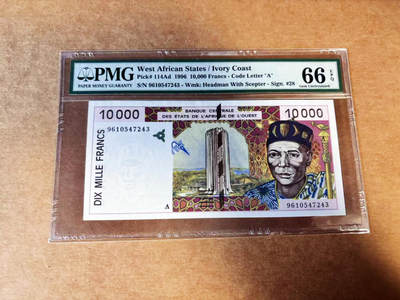 PMG
PAPER MONEY GUARANTY
West African States / Ivory Coast
Pick# 114Ad 1996 10,000 Francs - Code Letter 'A'
S/N 9610547243 - Wmk: Headman With Scepter - Sign. #28
66 EPQ
Gem Uncirculated
10000
BANQUE CENTRALE
DES ÉTATS DE L'AFRIQUE DE L'OUEST
10000
9610547243
DIX MILLE FRANCS
A
9610547243